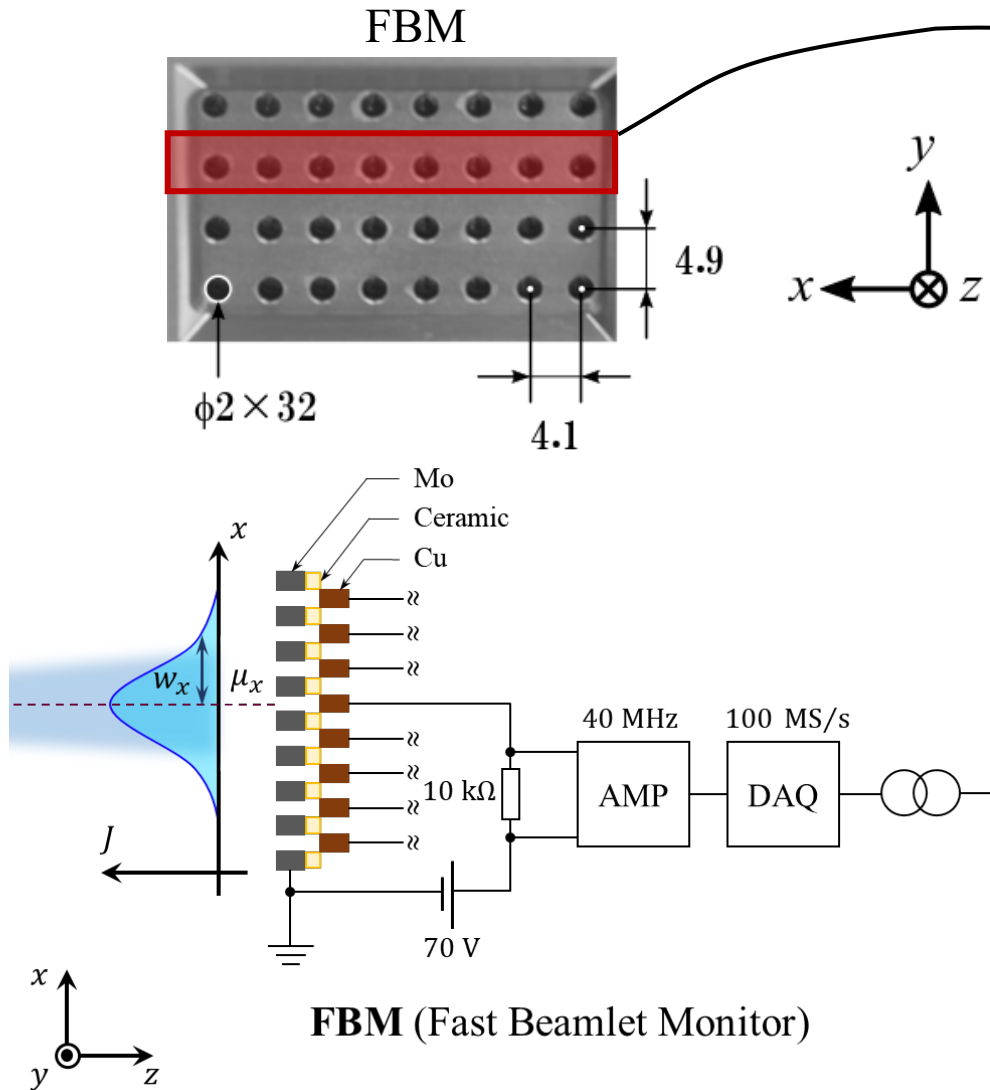 FBM
y
x
z
4.9
ϕ2×32
4.1
Mo
Ceramic
Cu
x
w_x
μ_x
≈
≈
≈
≈
≈
≈
≈
40 MHz
100 MS/s
10 kΩ
AMP
DAQ
J
70 V
x
y
z
FBM (Fast Beamlet Monitor)